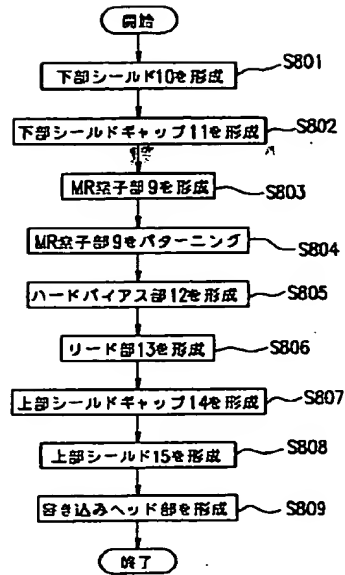 開始
下部シールド10を形成
S801
下部シールドギャップ11を形成
S802
MR素子部9を形成
S803
MR素子部9をパターニング
S804
ハードバイアス部12を形成
S805
リード部13を形成
S806
上部シールドギャップ14を形成
S807
上部シールド15を形成
S808
書き込みヘッド部を形成
S809
終了